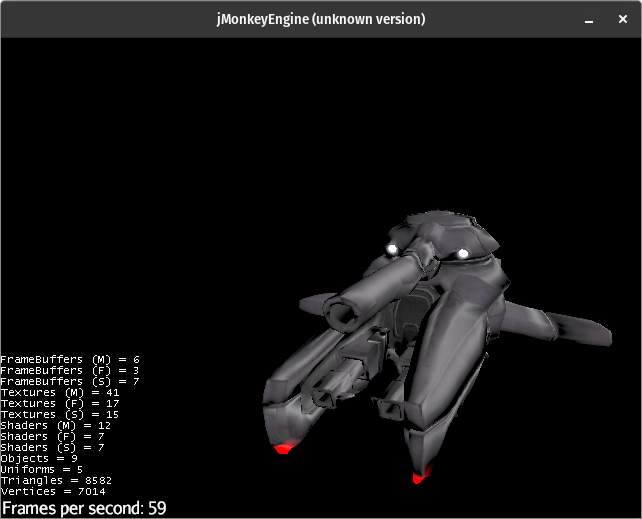 jMonkeyEngine (unknown version)
FrameBuffers (M) = 6
FrameBuffers (F) = 3
FrameBuffers (S) = 7
Textures (M) = 41
Textures (F) = 17
Textures (S) = 15
Shaders (M) = 12
Shaders (F) = 7
Shaders (S) = 7
Objects = 9
Uniforms = 5
Triangles = 8582
Vertices = 7014
Frames per second: 59